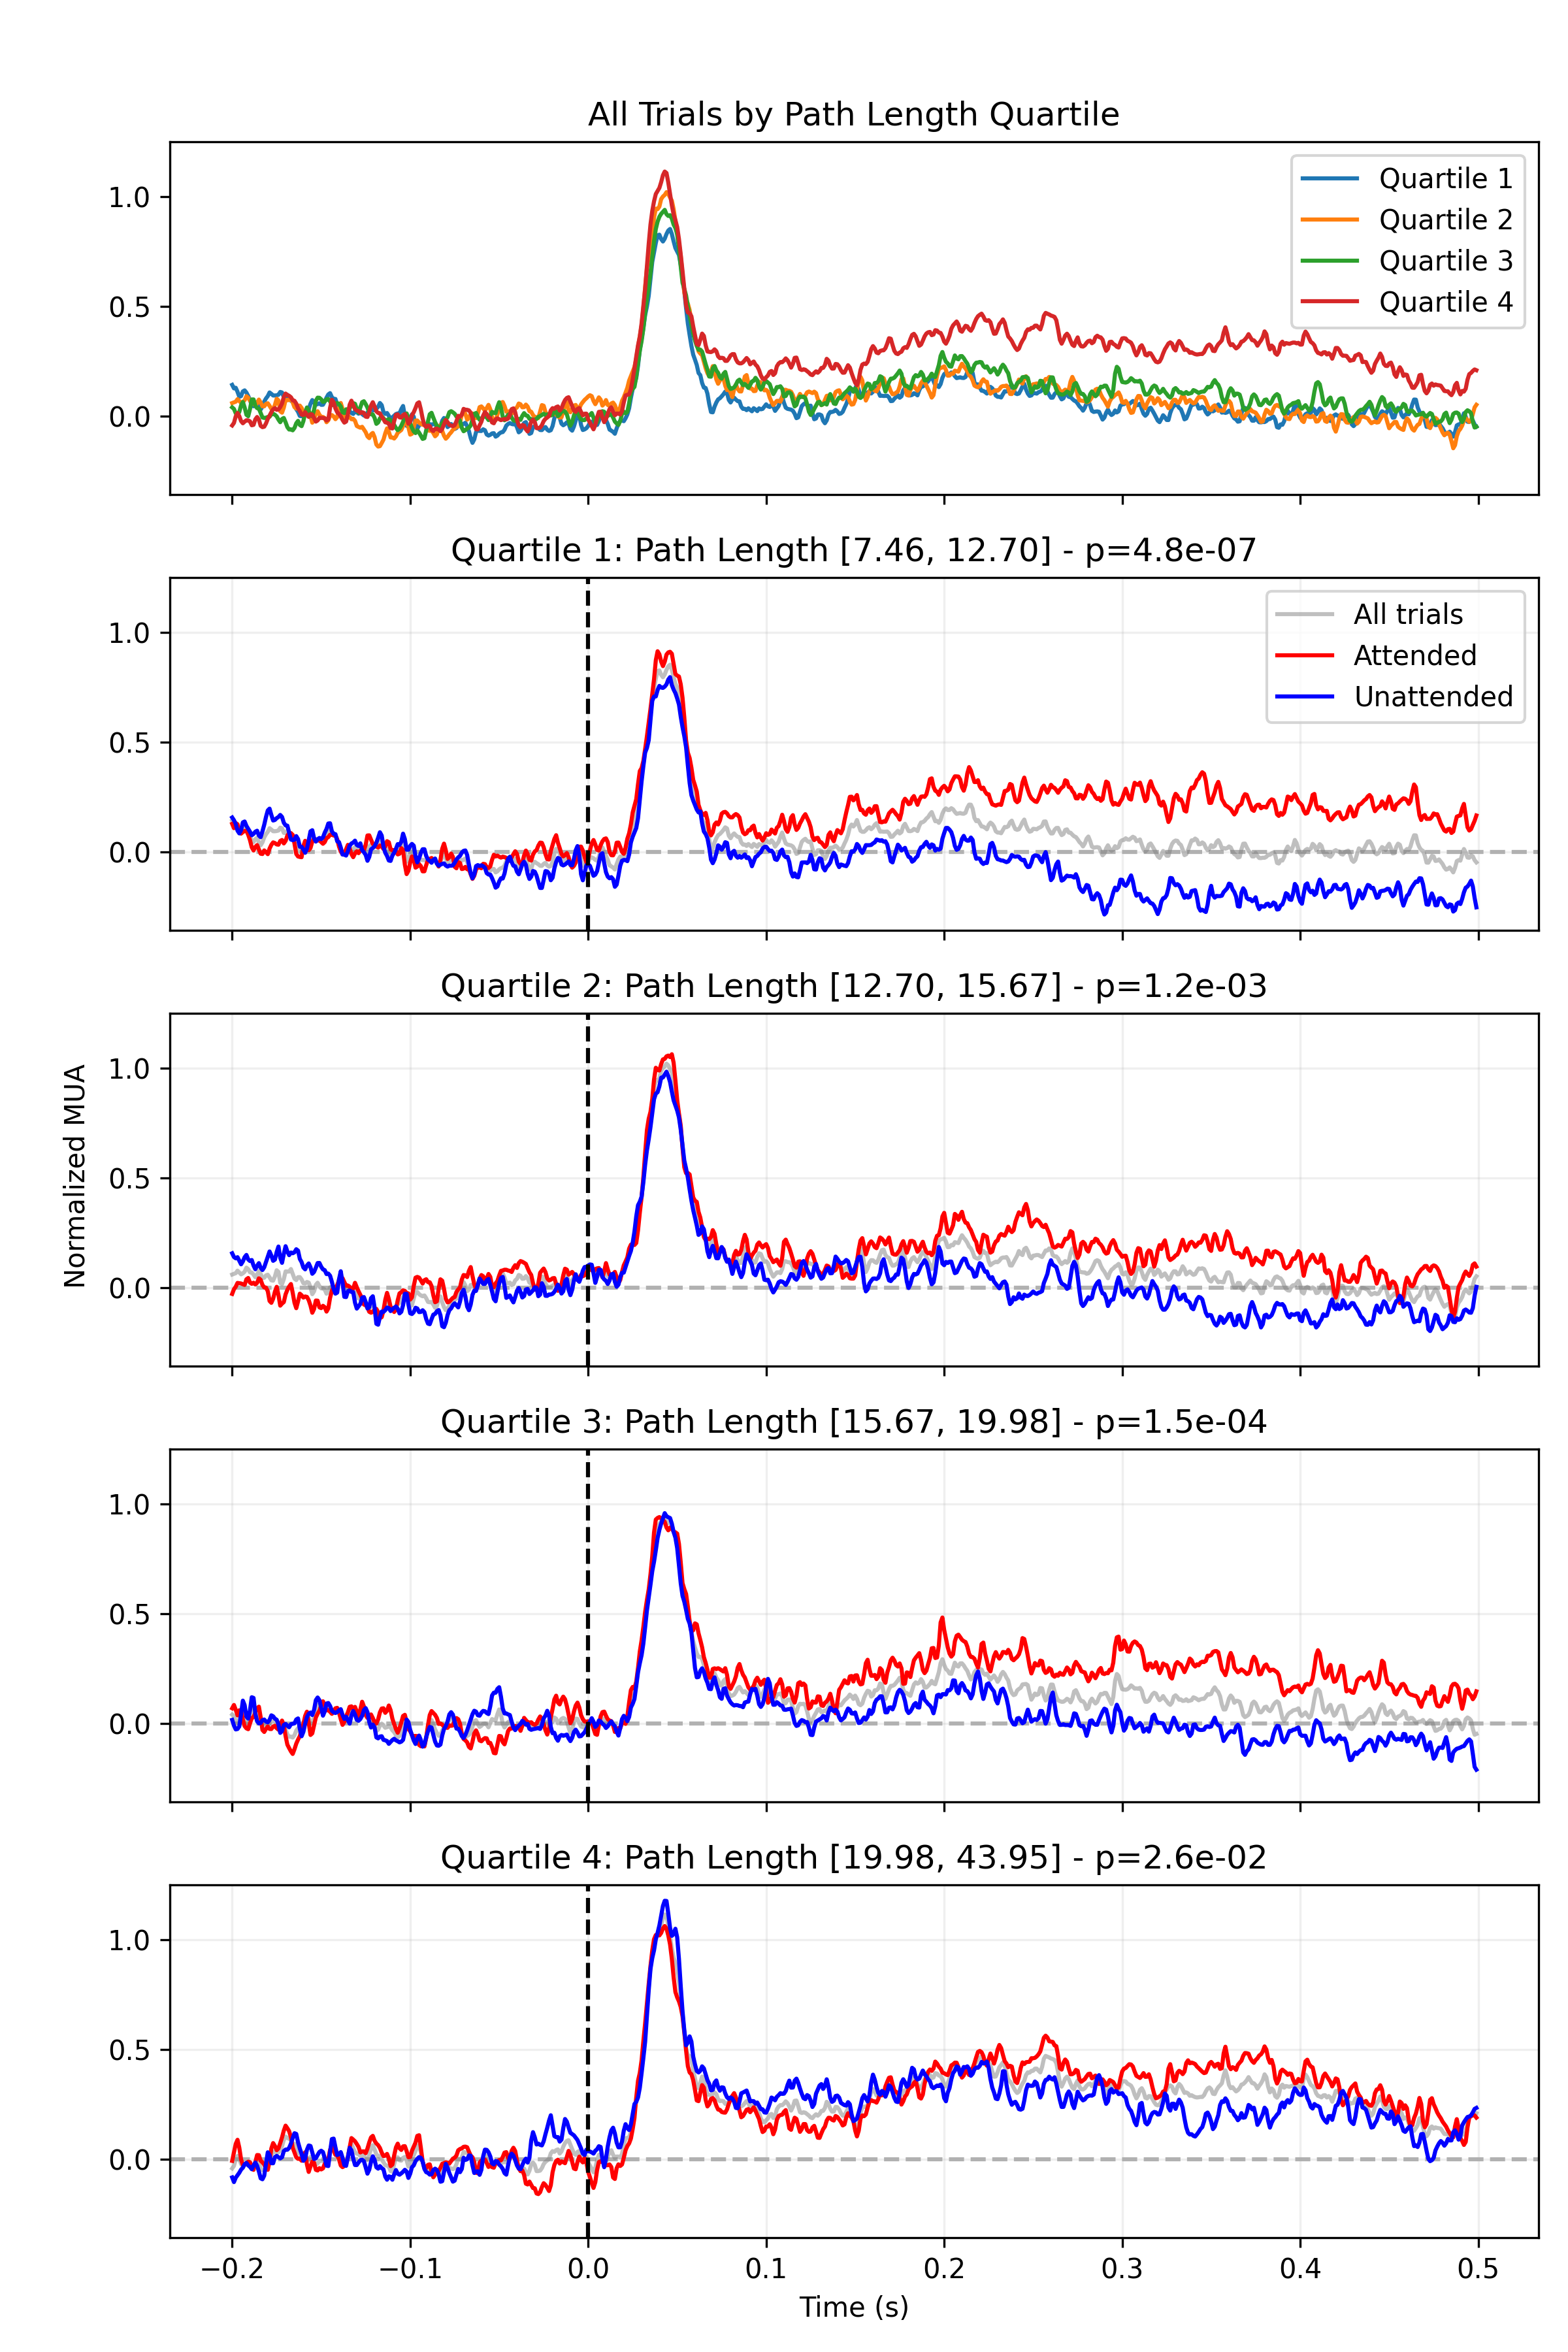 All Trials by Path Length Quartile
1.0
0.5
0.0
Quartile 1
Quartile 2
Quartile 3
Quartile 4
Quartile 1: Path Length [7.46, 12.70] - p=4.8e-07
1.0
0.5
0.0
All trials
Attended
Unattended
Quartile 2: Path Length [12.70, 15.67] - p=1.2e-03
Normalized MUA
1.0
0.5
0.0
Quartile 3: Path Length [15.67, 19.98] - p=1.5e-04
1.0
0.5
0.0
Quartile 4: Path Length [19.98, 43.95] - p=2.6e-02
1.0
0.5
0.0
−0.2 −0.1 0.0 0.1 0.2 0.3 0.4 0.5
Time (s)